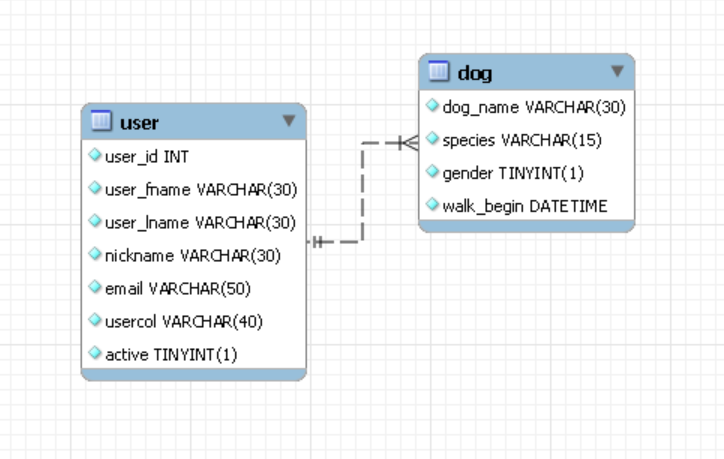 user
user_id INT
user_fname VARCHAR(30)
user_lname VARCHAR(30)
nickname VARCHAR(30)
email VARCHAR(50)
usercol VARCHAR(40)
active TINYINT(1)
dog
dog_name VARCHAR(30)
species VARCHAR(15)
gender TINYINT(1)
walk_begin DATETIME